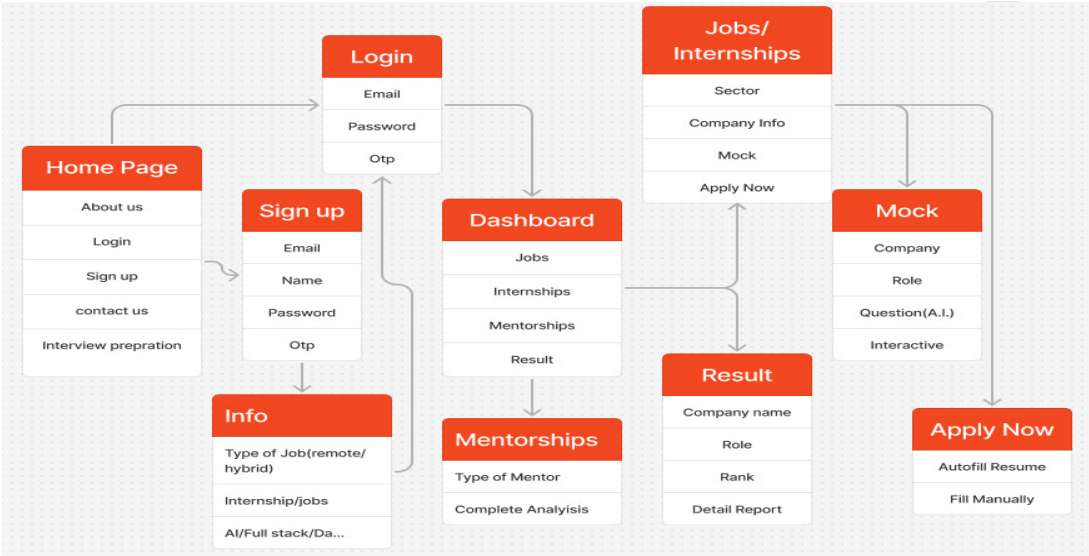 Home Page
About us
Login
Sign up
contact us
Interview prepration
Login
Email
Password
Otp
Sign up
Email
Name
Password
Otp
Info
Type of Job(remote/
hybrid)
Internship/jobs
AI/Full stack/Da...
Dashboard
Jobs
Internships
Mentorships
Result
Mentorships
Type of Mentor
Complete Analyisis
Jobs/
Internships
Sector
Company Info
Mock
Apply Now
Result
Company name
Role
Rank
Detail Report
Mock
Company
Role
Question(A.I.)
Interactive
Apply Now
Autofill Resume
Fill Manually